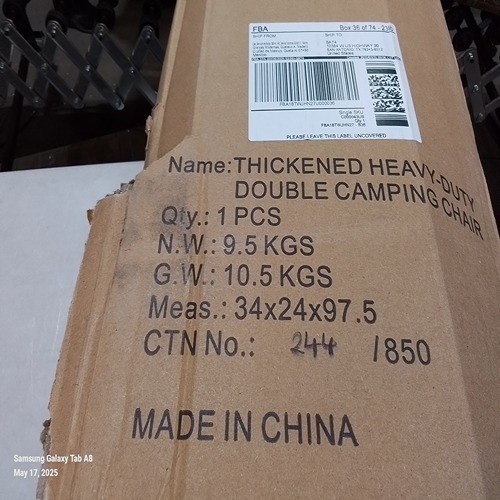 FBA
Box 36 of 74 -
PLEASE LEAVE THIS LABEL UNCOVERED
Name:THICKENED HEAVY-DUTY
DOUBLE CAMPING CHAIR
Qty.: 1 PCS
N.W.: 9.5 KGS
G.W.: 10.5 KGS
Meas.: 34x24x97.5
CTN No.: 244 /850
MADE IN CHINA
Samsung Galaxy Tab A8
May 17, 2025